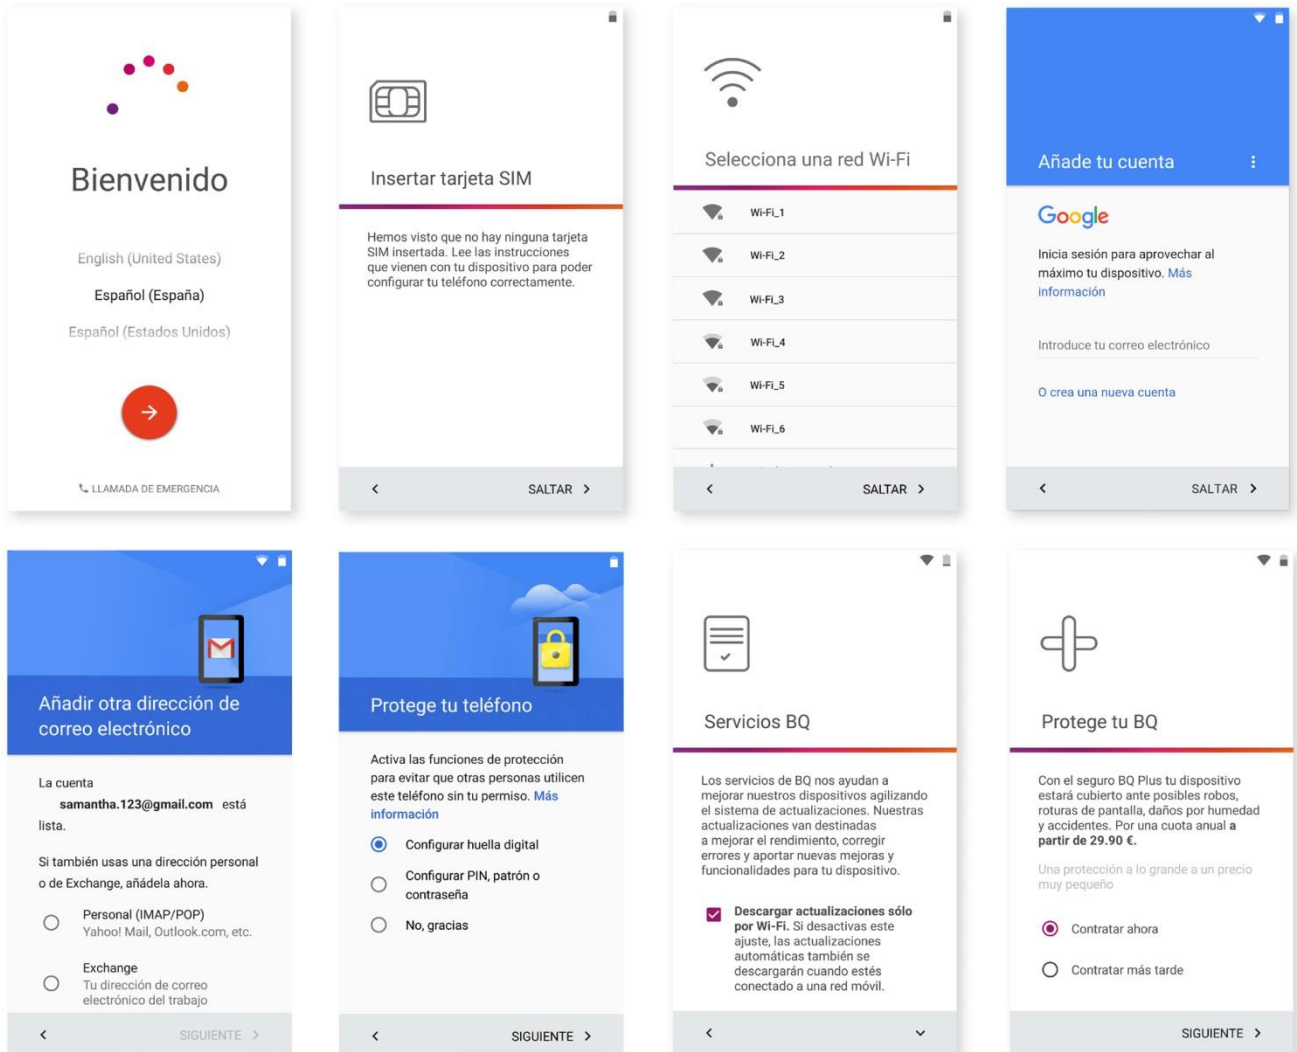 Bienvenido
English (United States)
Español (España)
Español (Estados Unidos)
LLAMADA DE EMERGENCIA
Insertar tarjeta SIM
Hemos visto que no hay ninguna tarjeta
SIM insertada. Lee las instrucciones
que vienen con tu dispositivo para poder
configurar tu teléfono correctamente.
SALTAR
Selecciona una red Wi-Fi
Wi-Fi_1
Wi-Fi_2
Wi-Fi_3
Wi-Fi_4
Wi-Fi_5
Wi-Fi_6
SALTAR
Añade tu cuenta
Google
Inicia sesión para aprovechar al
máximo tu dispositivo. Más
información
Introduce tu correo electrónico
O crea una nueva cuenta
SALTAR
Añadir otra dirección de
correo electrónico
La cuenta
samantha.123@gmail.com está
lista.
Si también usas una dirección personal
o de Exchange, añádela ahora.
Personal (IMAP/POP)
Yahoo! Mail, Outlook.com, etc.
Exchange
Tu dirección de correo
electrónico del trabajo
SIGUIENTE
Protege tu teléfono
Activa las funciones de protección
para evitar que otras personas utilicen
este teléfono sin tu permiso. Más
información
Configurar huella digital
Configurar PIN, patrón o
contraseña
No, gracias
SIGUIENTE
Servicios BQ
Los servicios de BQ nos ayudan a
mejorar nuestros dispositivos agilizando
el sistema de actualizaciones. Nuestras
actualizaciones van destinadas
a mejorar el rendimiento, corregir
errores y aportar nuevas mejoras y
funcionalidades para tu dispositivo.
Descargar actualizaciones sólo
por Wi-Fi. Si desactivas este
ajuste, las actualizaciones
automáticas también se
descargarán cuando estés
conectado a una red móvil.
Protege tu BQ
Con el seguro BQ Plus tu dispositivo
estará cubierto ante posibles robos,
roturas de pantalla, daños por humedad
y accidentes. Por una cuota anual a
partir de 29.90 €.
Una protección a lo grande a un precio
muy pequeño
Contratar ahora
Contratar más tarde
SIGUIENTE